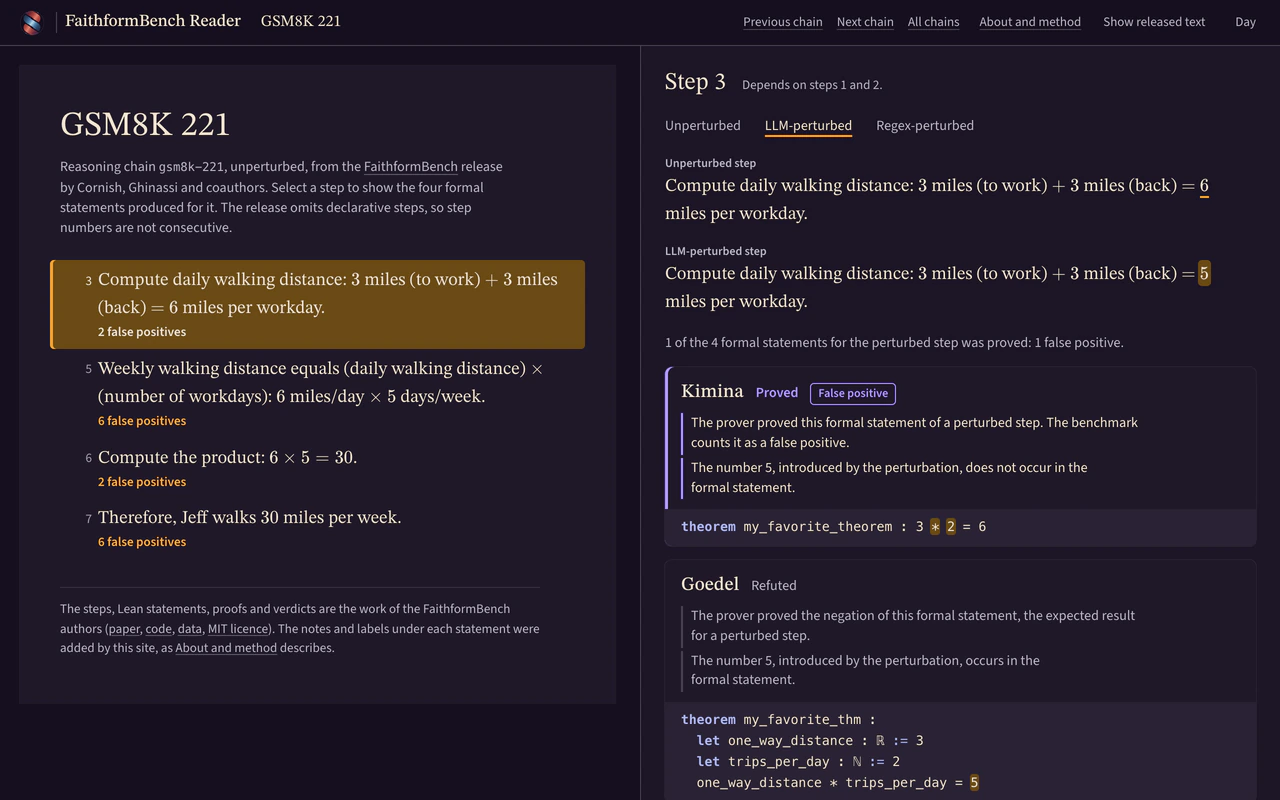 FaithformBench Reader GSM8K 221 Previous chain Next chain All chains About and method Show released text Day
GSM8K 221
Reasoning chain gsm8k-221, unperturbed, from the FaithformBench release
by Cornish, Ghinassi and coauthors. Select a step to show the four formal
statements produced for it. The release omits declarative steps, so step
numbers are not consecutive.
3 Compute daily walking distance: 3 miles (to work) + 3 miles
(back) = 6 miles per workday.
2 false positives
5 Weekly walking distance equals (daily walking distance) ×
(number of workdays): 6 miles/day × 5 days/week.
6 false positives
6 Compute the product: 6 × 5 = 30.
2 false positives
7 Therefore, Jeff walks 30 miles per week.
6 false positives
The steps, Lean statements, proofs and verdicts are the work of the FaithformBench
authors (paper, code, data, MIT licence). The notes and labels under each statement were
added by this site, as About and method describes.
Step 3 Depends on steps 1 and 2.
Unperturbed LLM-perturbed Regex-perturbed
Unperturbed step
Compute daily walking distance: 3 miles (to work) + 3 miles (back) = 6
miles per workday.
LLM-perturbed step
Compute daily walking distance: 3 miles (to work) + 3 miles (back) = 5
miles per workday.
1 of the 4 formal statements for the perturbed step was proved: 1 false positive.
Kimina Proved False positive
The prover proved this formal statement of a perturbed step. The benchmark
counts it as a false positive.
The number 5, introduced by the perturbation, does not occur in the
formal statement.
theorem my_favorite_theorem : 3 * 2 = 6
Goedel Refuted
The prover proved the negation of this formal statement, the expected result
for a perturbed step.
The number 5, introduced by the perturbation, occurs in the
formal statement.
theorem my_favorite_thm :
let one_way_distance : ℝ := 3
let trips_per_day : ℕ := 2
one_way_distance * trips_per_day = 5